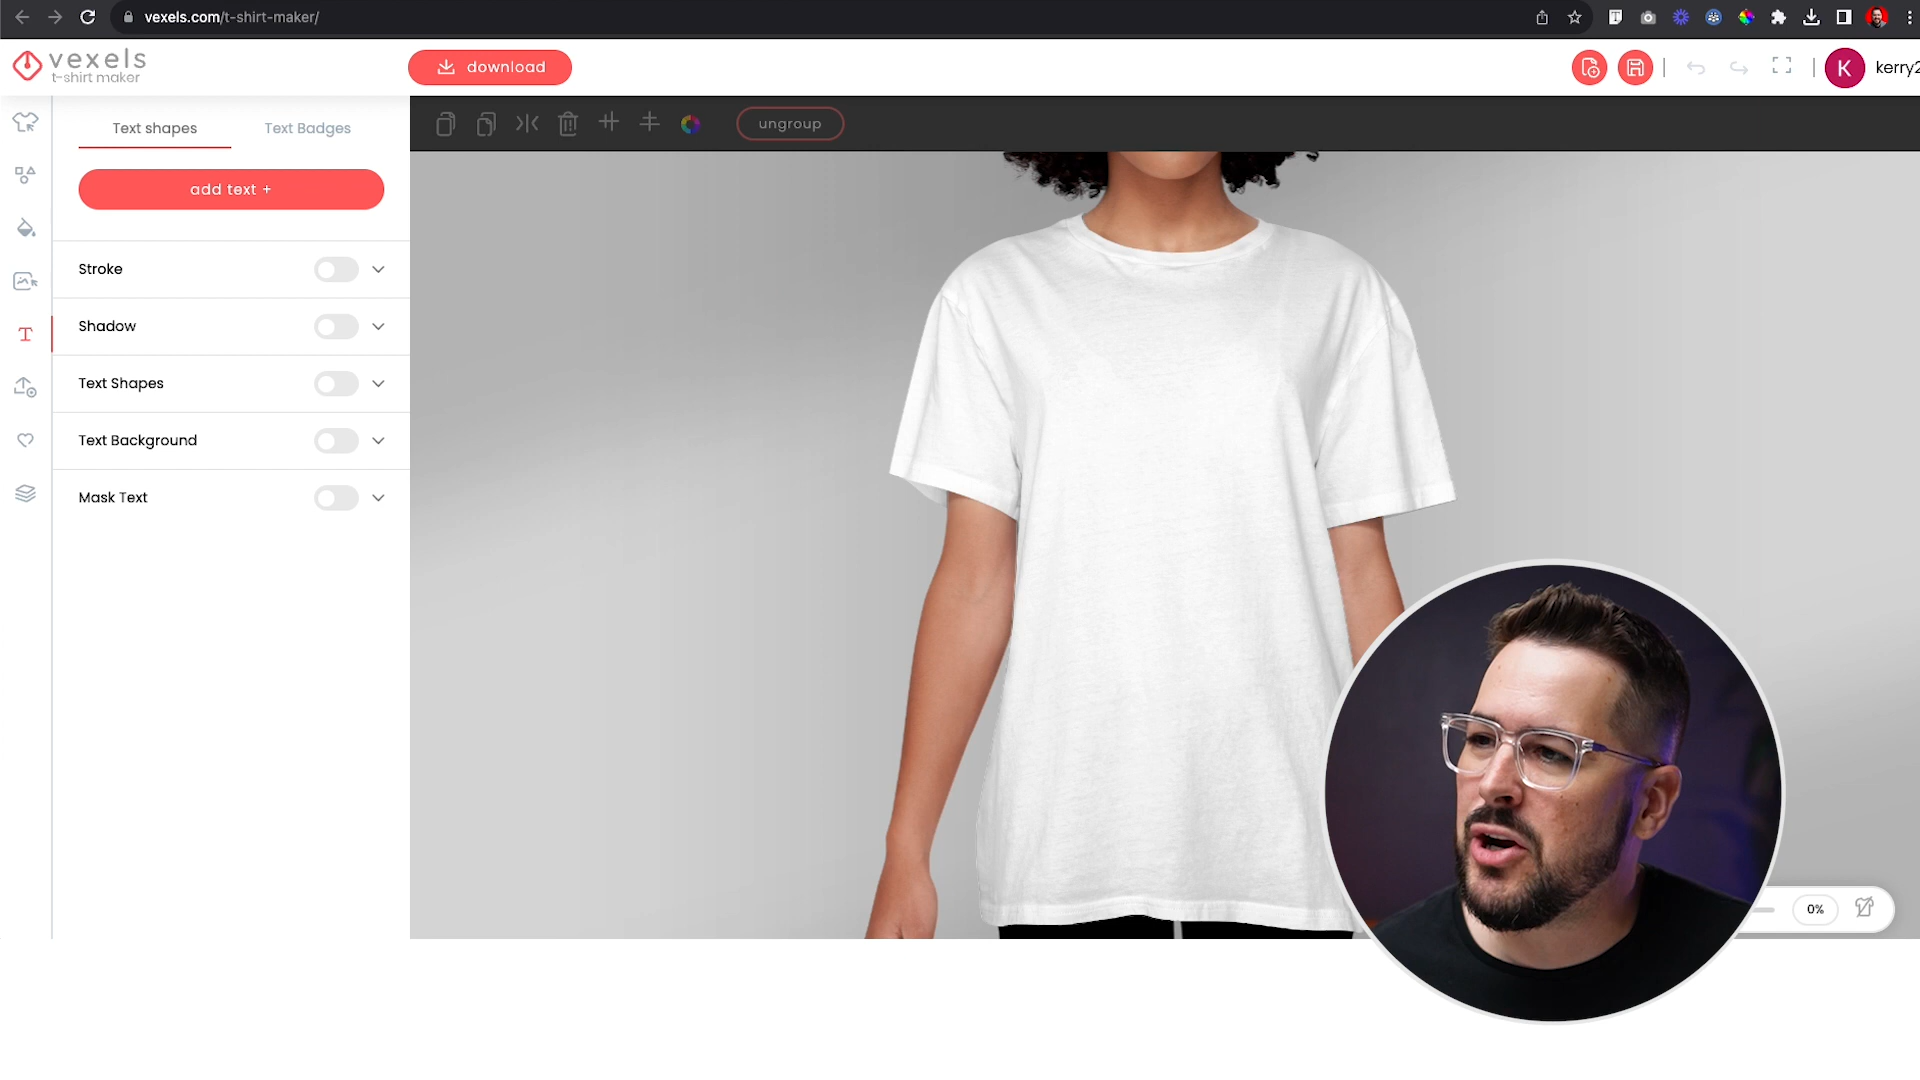 vexels.com/t-shirt-maker/
vexels
t-shirt maker
download
K
kerry2
Text shapes
Text Badges
ungroup
add text +
Stroke
Shadow
Text Shapes
Text Background
Mask Text
0%